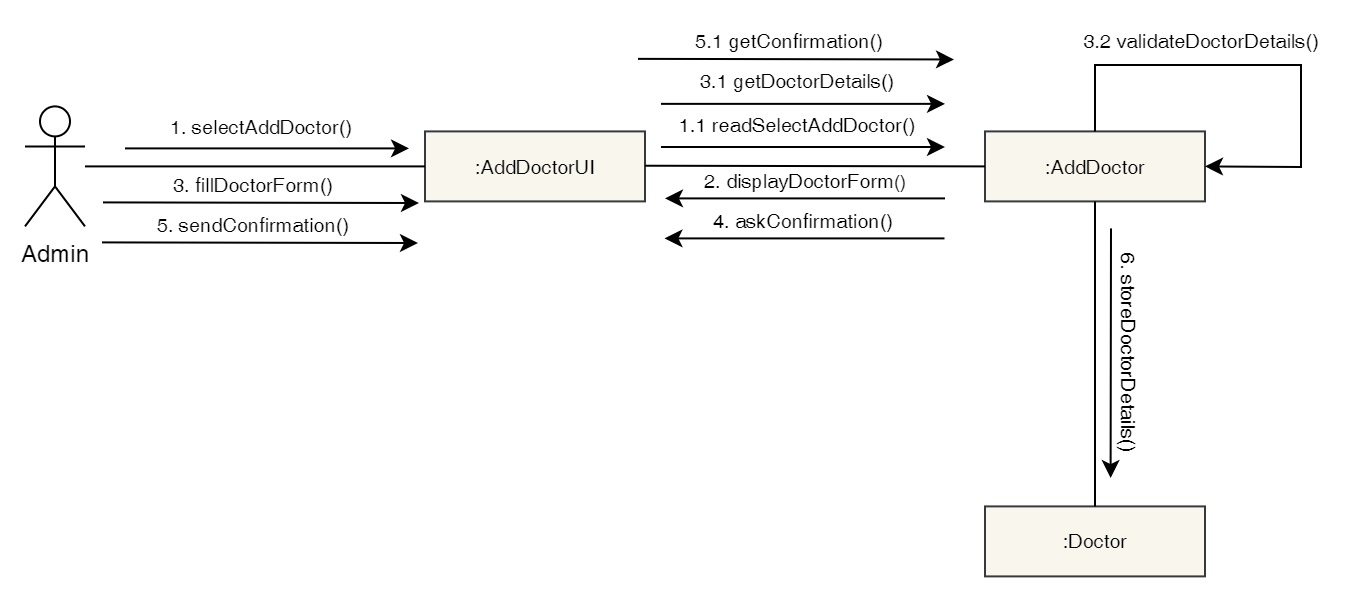 5.1 getConfirmation()
3.2 validateDoctorDetails()
3.1 getDoctorDetails()
1. selectAddDoctor()
1.1 readSelectAddDoctor()
:AddDoctorUI
:AddDoctor
3. fillDoctorForm()
2. displayDoctorForm()
5. sendConfirmation()
4. askConfirmation()
Admin
6. storeDoctorDetails()
:Doctor